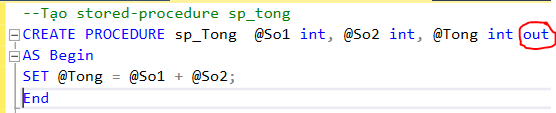 --Tạo stored-procedure sp_tong
CREATE PROCEDURE sp_Tong  @So1 int, @So2 int, @Tong int out
AS Begin
SET @Tong = @So1 + @So2;
End